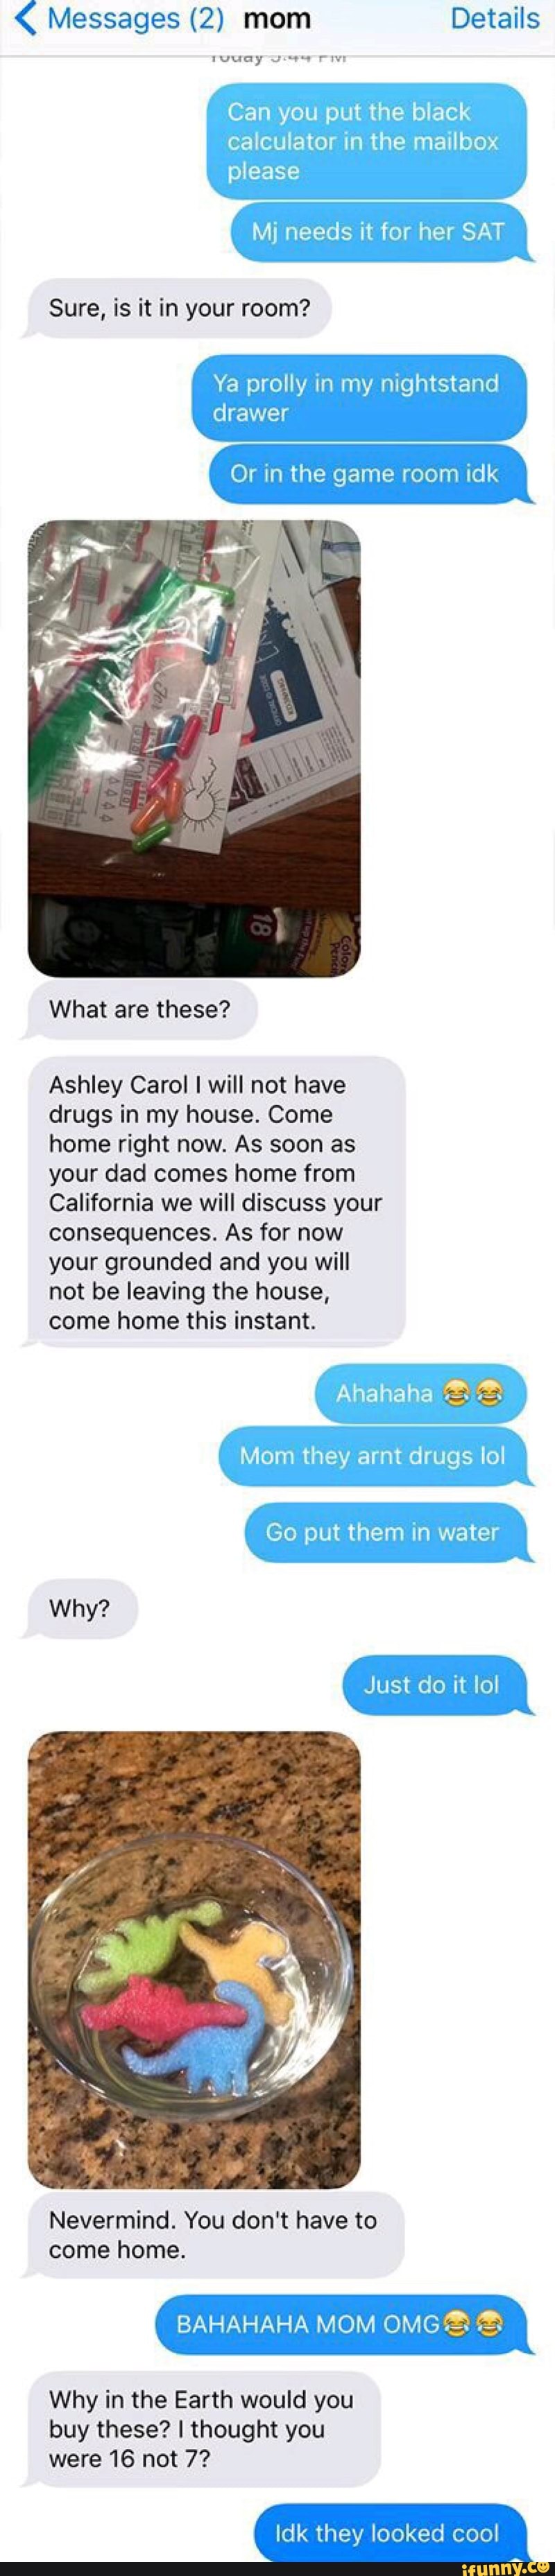 Messages (2) mom Details
Today 5:44 PM
Can you put the black
calculator in the mailbox
please
Mj needs it for her SAT
Sure, is it in your room?
Ya prolly in my nightstand
drawer
Or in the game room idk
OFFICIAL ID CODE
18
What are these?
Ashley Carol I will not have
drugs in my house. Come
home right now. As soon as
your dad comes home from
California we will discuss your
consequences. As for now
your grounded and you will
not be leaving the house,
come home this instant.
Ahahaha 😂😂
Mom they arnt drugs lol
Go put them in water
Why?
Just do it lol
Nevermind. You don't have to
come home.
BAHAHAHA MOM OMG😂😂
Why in the Earth would you
buy these? I thought you
were 16 not 7?
Idk they looked cool
ifunny.co